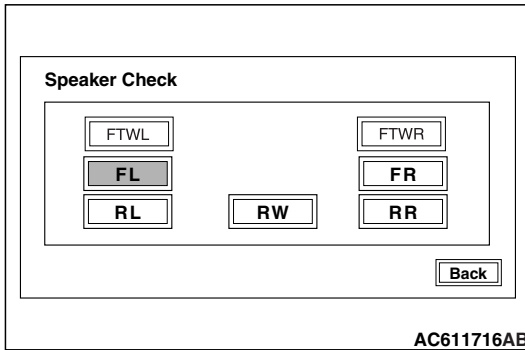 Speaker Check
FTWL FTWR
FL FR
RL RW RR
Back
AC611716AB